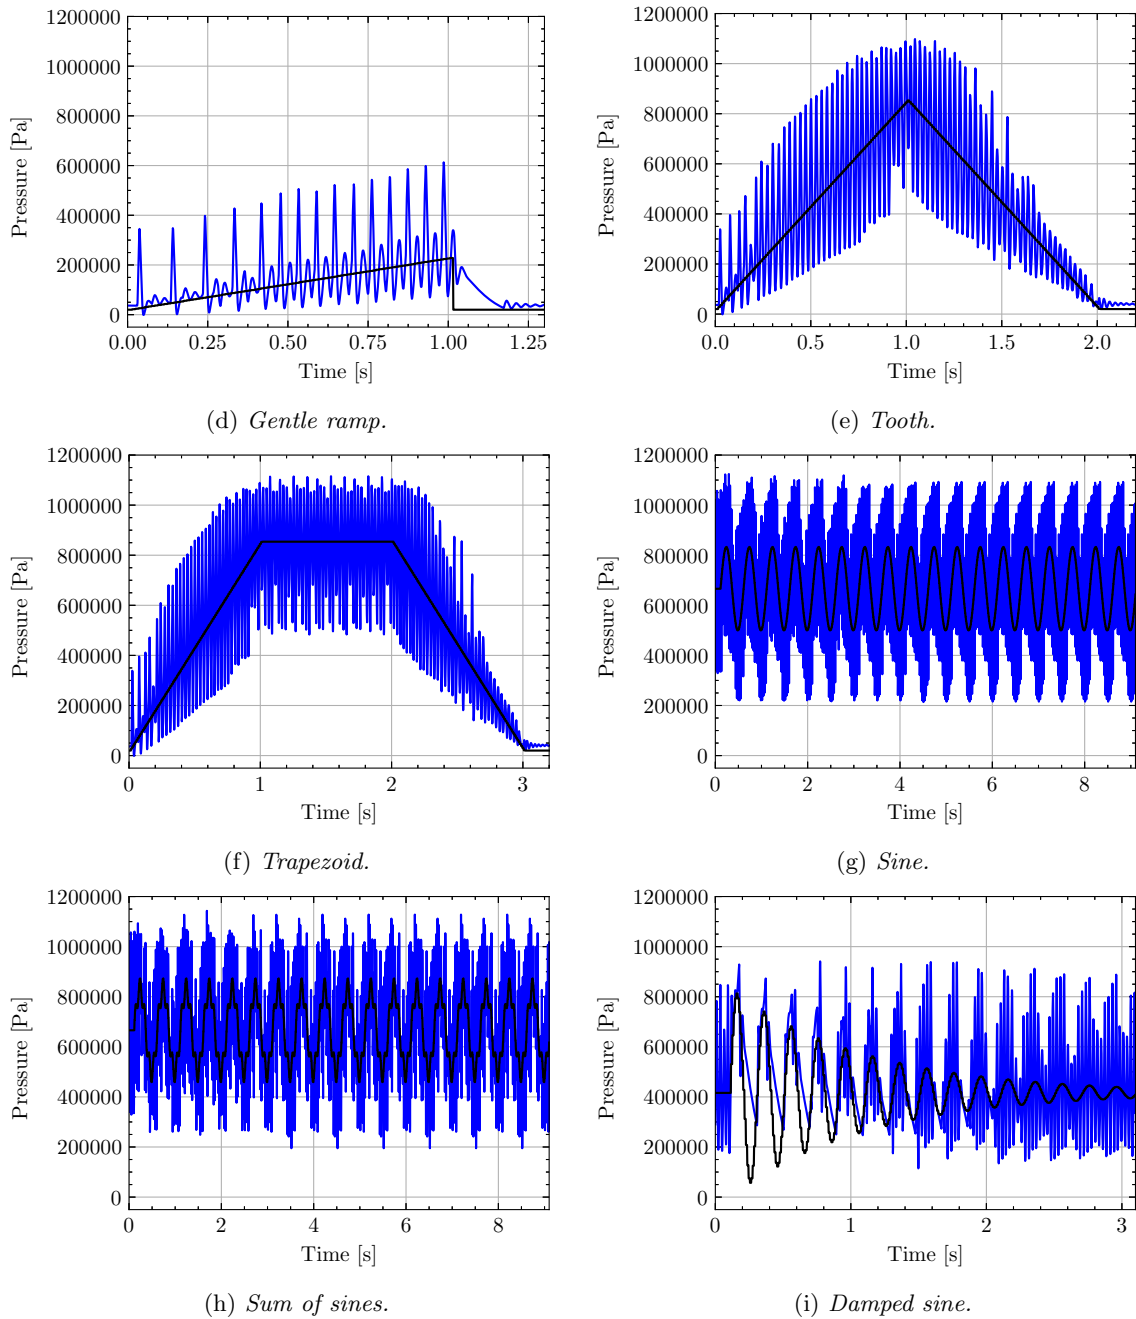 1200000
1000000
800000
600000
400000
200000
0
Pressure [Pa]
0.00 0.25 0.50 0.75 1.00 1.25
Time [s]
(d) Gentle ramp.
1200000
1000000
800000
600000
400000
200000
0
Pressure [Pa]
0.0 0.5 1.0 1.5 2.0
Time [s]
(e) Tooth.
1200000
1000000
800000
600000
400000
200000
0
Pressure [Pa]
0 1 2 3
Time [s]
(f) Trapezoid.
1200000
1000000
800000
600000
400000
200000
0
Pressure [Pa]
0 2 4 6 8
Time [s]
(g) Sine.
1200000
1000000
800000
600000
400000
200000
0
Pressure [Pa]
0 2 4 6 8
Time [s]
(h) Sum of sines.
1200000
1000000
800000
600000
400000
200000
0
Pressure [Pa]
0 1 2 3
Time [s]
(i) Damped sine.